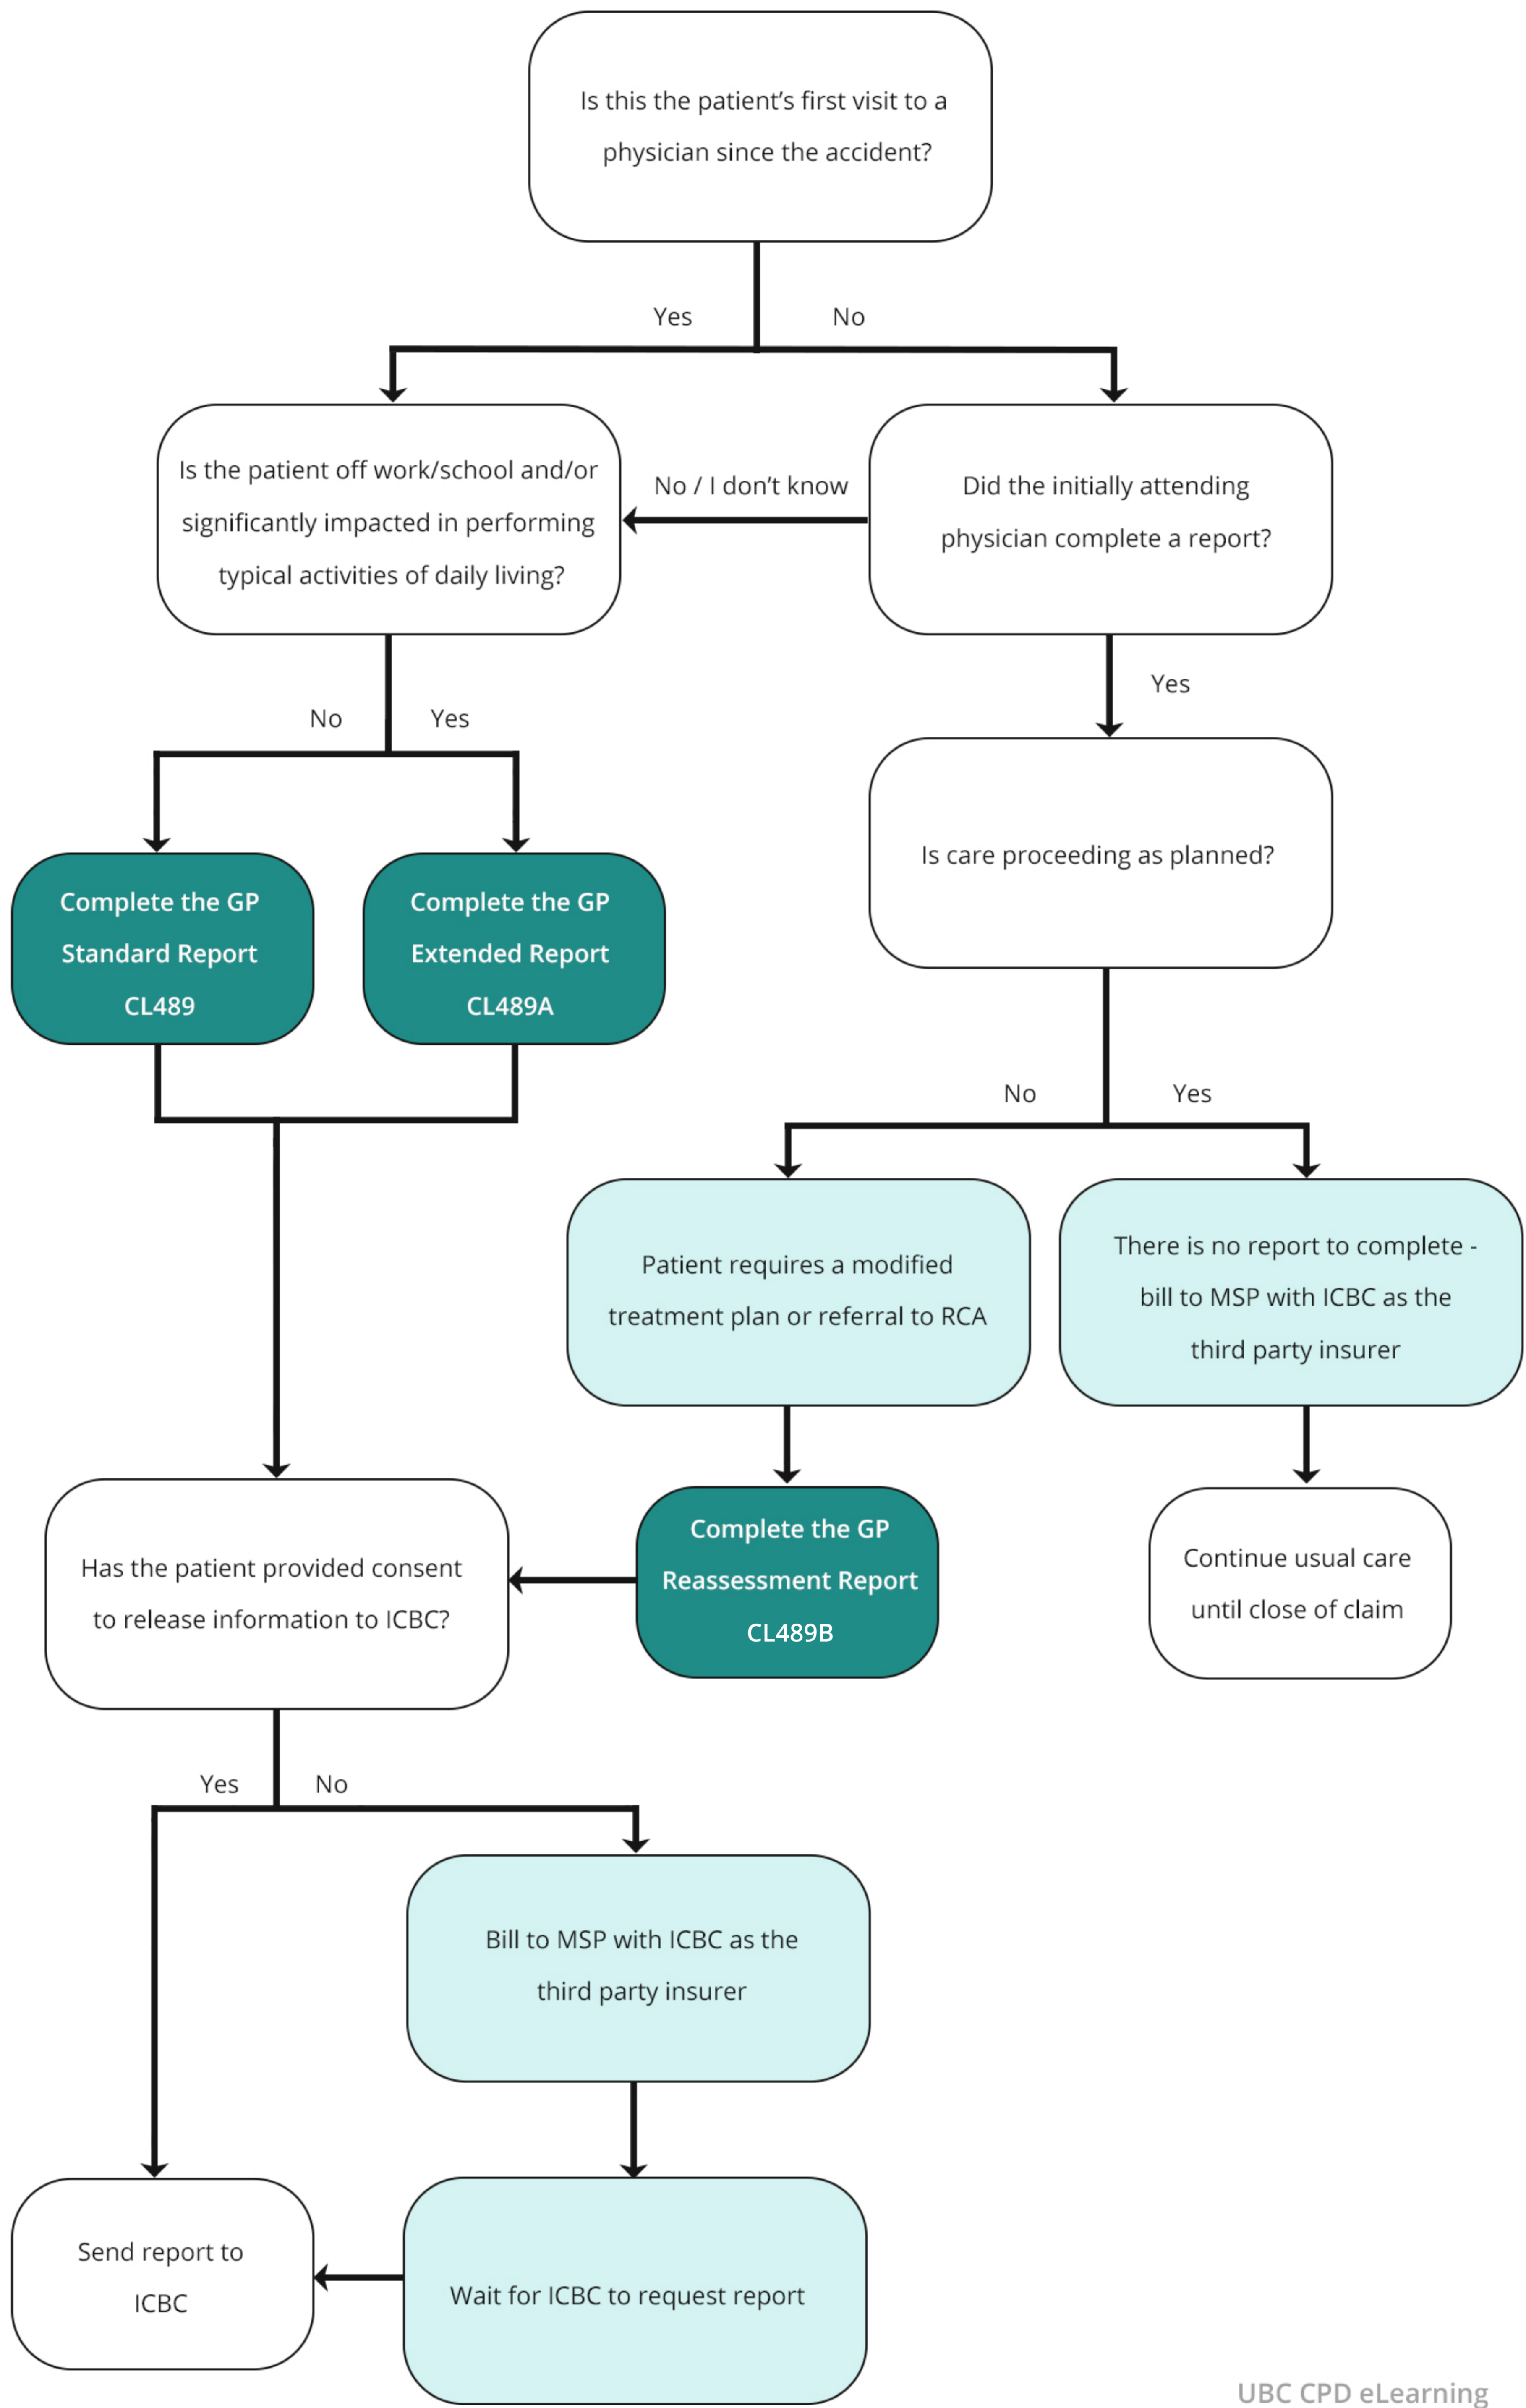 Is this the patient’s first visit to a
physician since the accident?
Yes
No
Is the patient off work/school and/or
significantly impacted in performing
typical activities of daily living?
No / I don’t know
Did the initially attending
physician complete a report?
No
Yes
Yes
Is care proceeding as planned?
Complete the GP
Standard Report
CL489
Complete the GP
Extended Report
CL489A
No
Yes
Patient requires a modified
treatment plan or referral to RCA
There is no report to complete -
bill to MSP with ICBC as the
third party insurer
Has the patient provided consent
to release information to ICBC?
Complete the GP
Reassessment Report
CL489B
Continue usual care
until close of claim
Yes
No
Bill to MSP with ICBC as the
third party insurer
Send report to
ICBC
Wait for ICBC to request report
UBC CPD eLearning